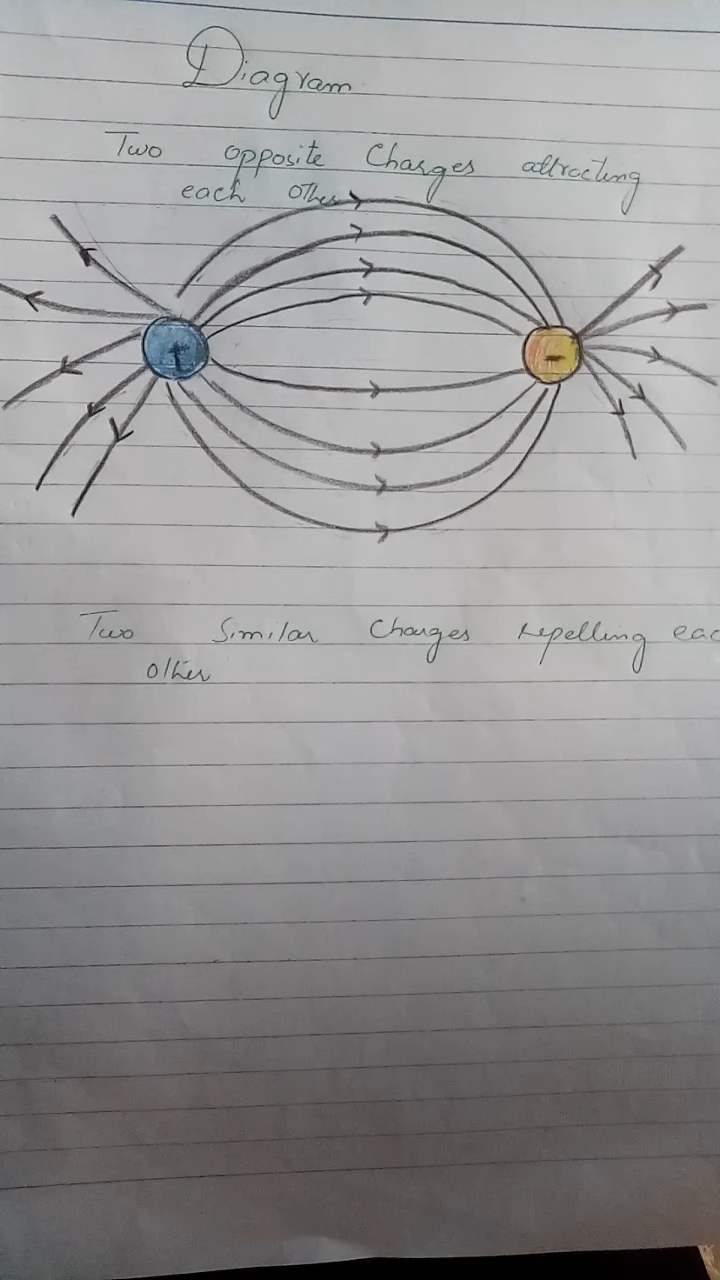 Diagram
Two opposite Charges attracting
each other
+
-
Two Similar Charges repelling eac
other